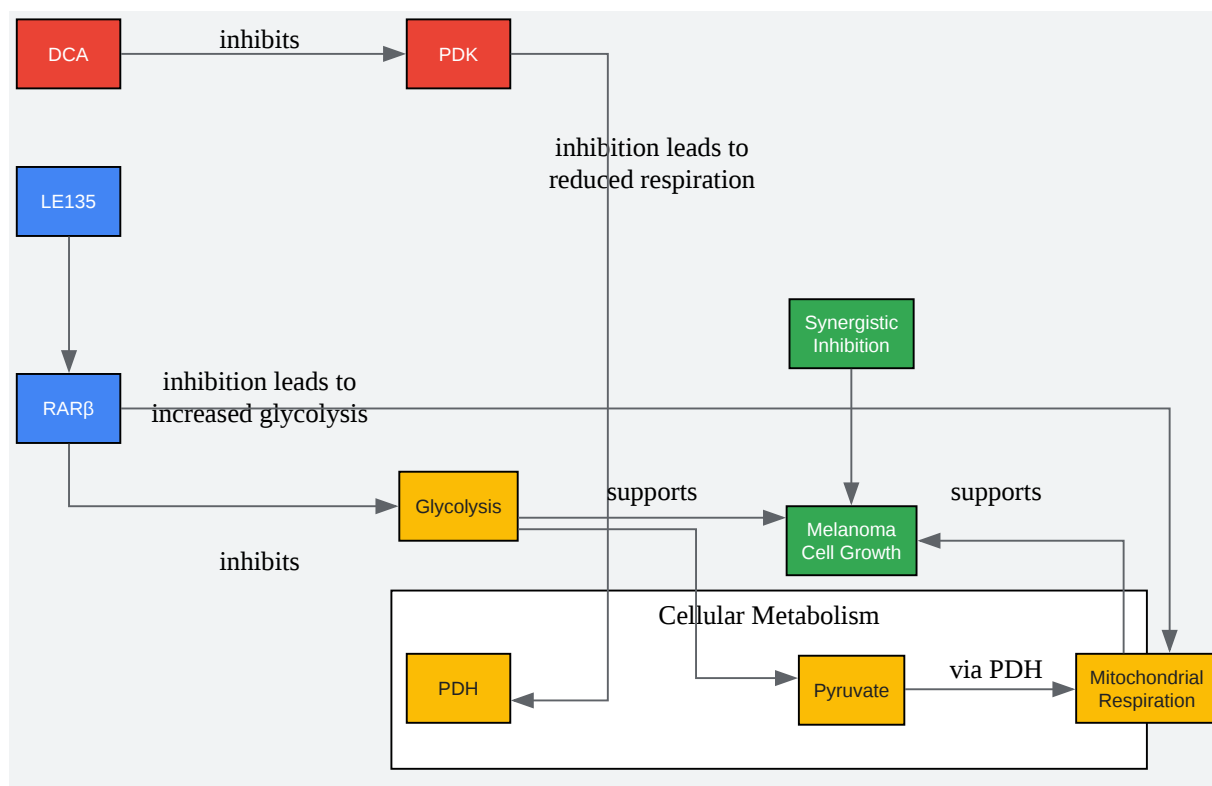 DCA
inhibits
PDK
inhibition leads to
reduced respiration
LE135
Synergistic
Inhibition
RARβ
inhibition leads to
increased glycolysis
Glycolysis
supports
supports
Melanoma
Cell Growth
inhibits
Cellular Metabolism
PDH
Pyruvate
via PDH
Mitochondrial
Respiration